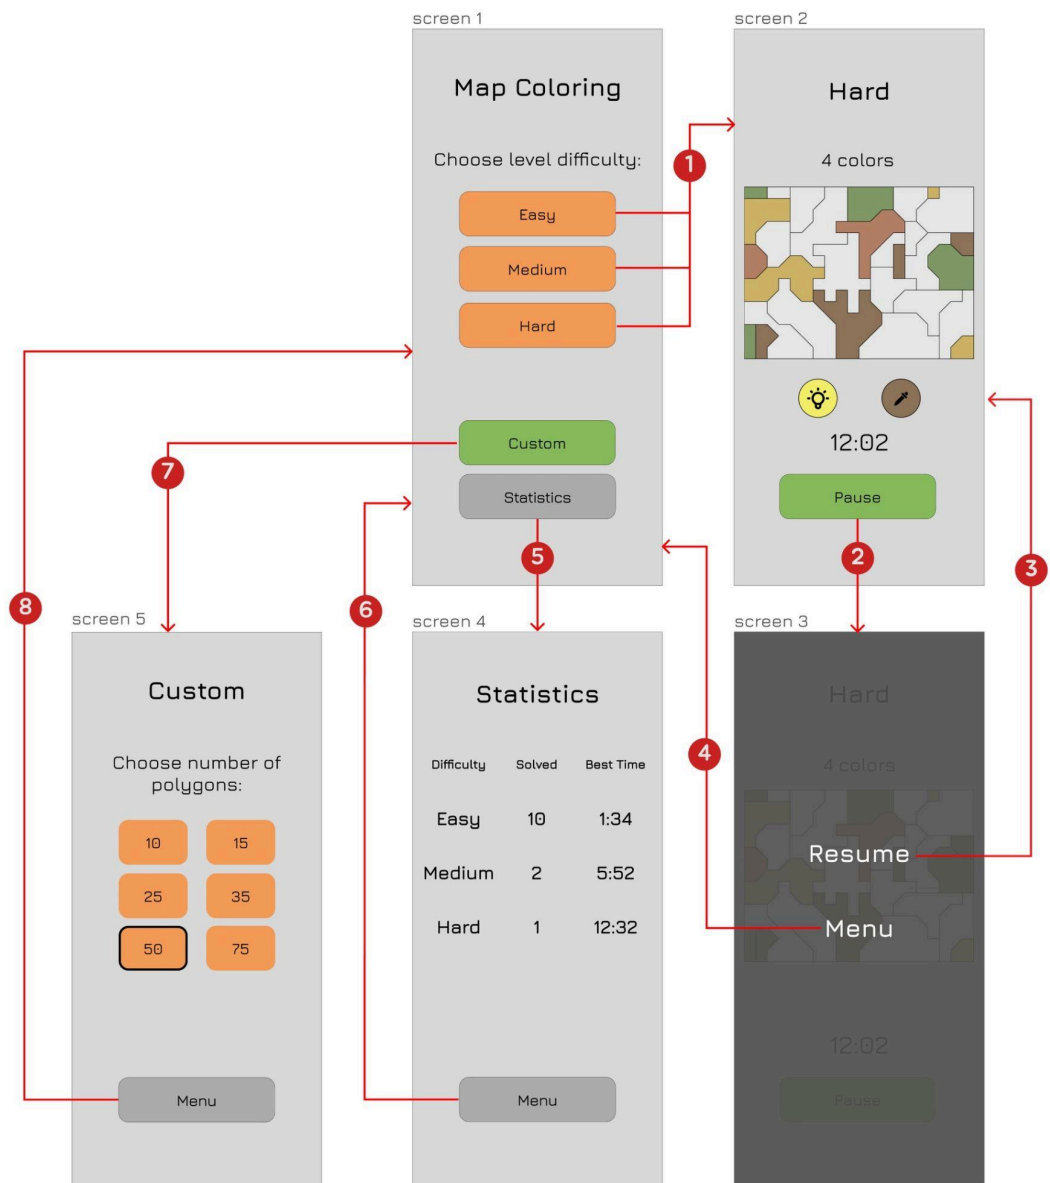 screen 1
Map Coloring
Choose level difficulty:
Easy
Medium
Hard
Custom
Statistics
screen 2
Hard
4 colors
12:02
Pause
1
2
3
4
5
6
7
8
screen 5
Custom
Choose number of
polygons:
10 15
25 35
50 75
Menu
screen 4
Statistics
Difficulty Solved Best Time
Easy 10 1:34
Medium 2 5:52
Hard 1 12:32
Menu
screen 3
Hard
4 colors
Resume
Menu
12:02
Pause